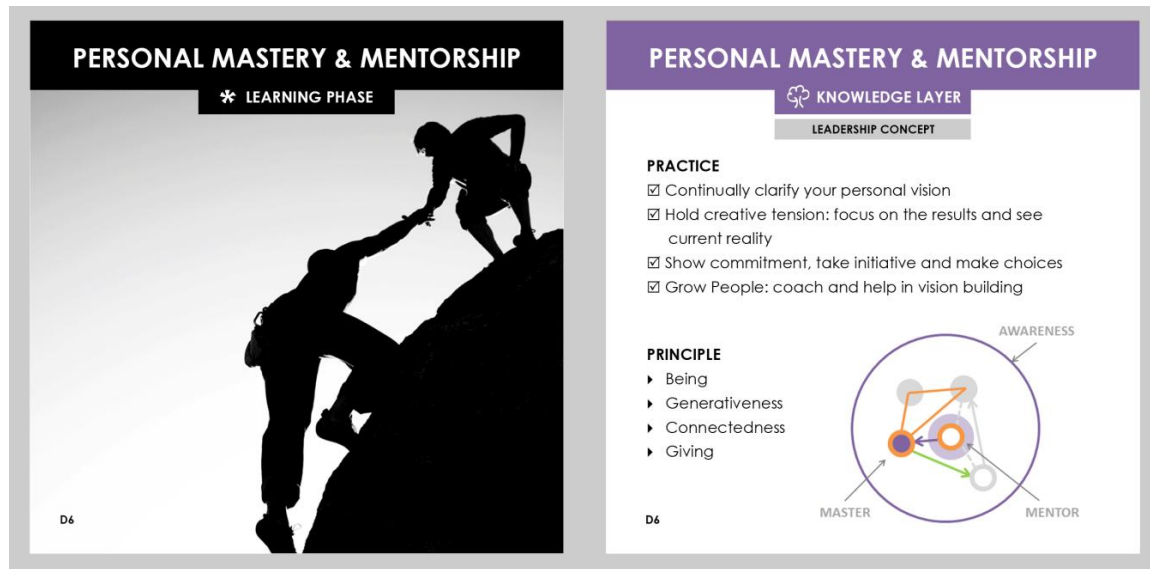 PERSONAL MASTERY & MENTORSHIP
LEARNING PHASE
D6
PERSONAL MASTERY & MENTORSHIP
KNOWLEDGE LAYER
LEADERSHIP CONCEPT
PRACTICE
☑ Continually clarify your personal vision
☑ Hold creative tension: focus on the results and see
current reality
☑ Show commitment, take initiative and make choices
☑ Grow People: coach and help in vision building
AWARENESS
PRINCIPLE
Being
Generativeness
Connectedness
Giving
MASTER
MENTOR
D6